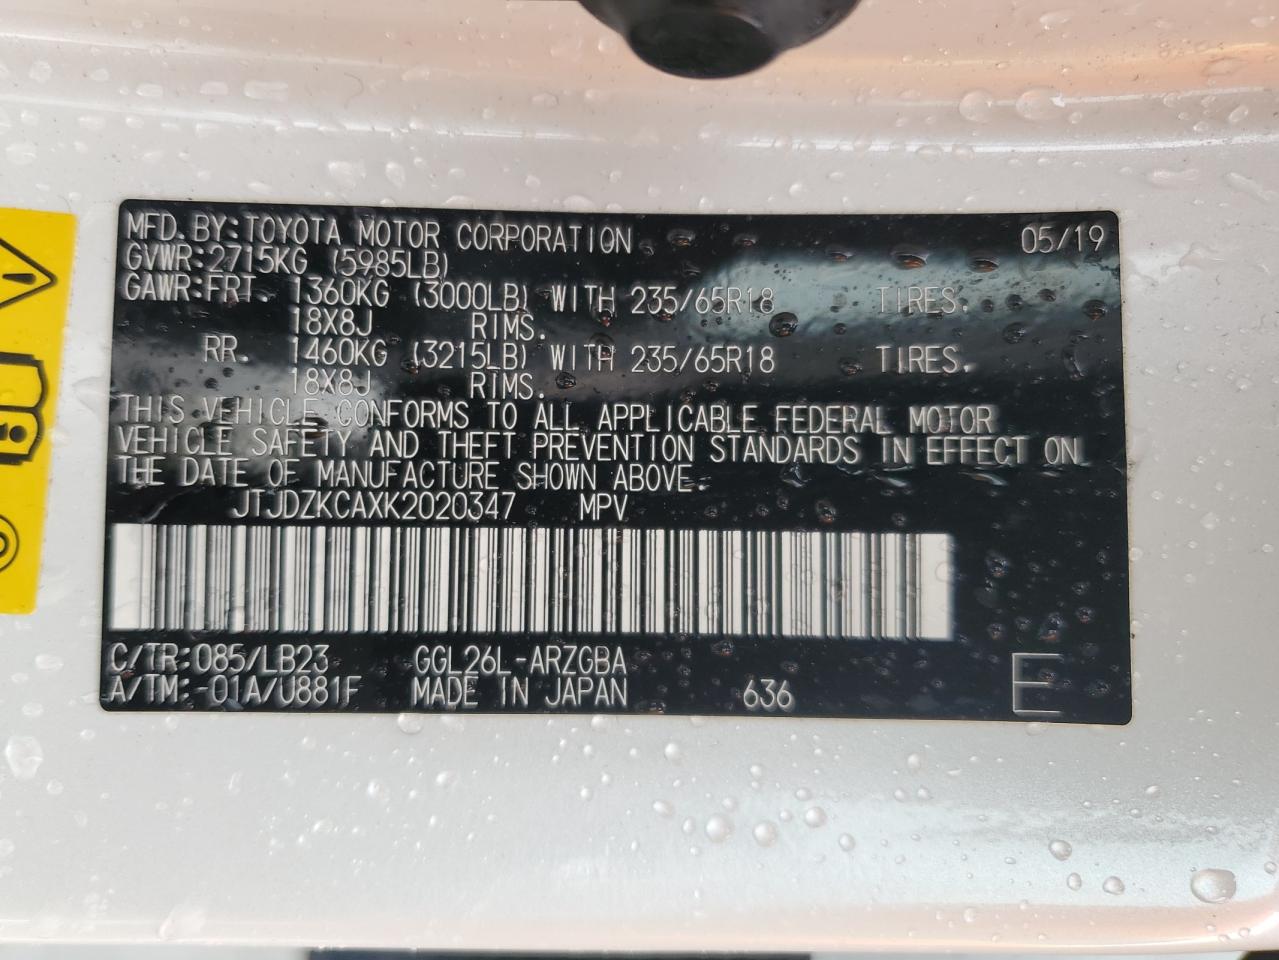 MFD.BY:TOYOTA MOTOR CORPORATION 05/19
GVWR:2715KG (5985LB)
GAWR:FRT. 1360KG (3000LB) WITH 235/65R18 TIRES.
18X8J RIMS.
RR. 1460KG (3215LB) WITH 235/65R18 TIRES.
18X8J RIMS.
THIS VEHICLE CONFORMS TO ALL APPLICABLE FEDERAL MOTOR
VEHICLE SAFETY AND THEFT PREVENTION STANDARDS IN EFFECT ON
THE DATE OF MANUFACTURE SHOWN ABOVE.
JTJDZKCAXK2020347 MPV
C/TR:085/LB23 GGL26L-ARZGBA
A/TM:-01A/U881F MADE IN JAPAN 636 E